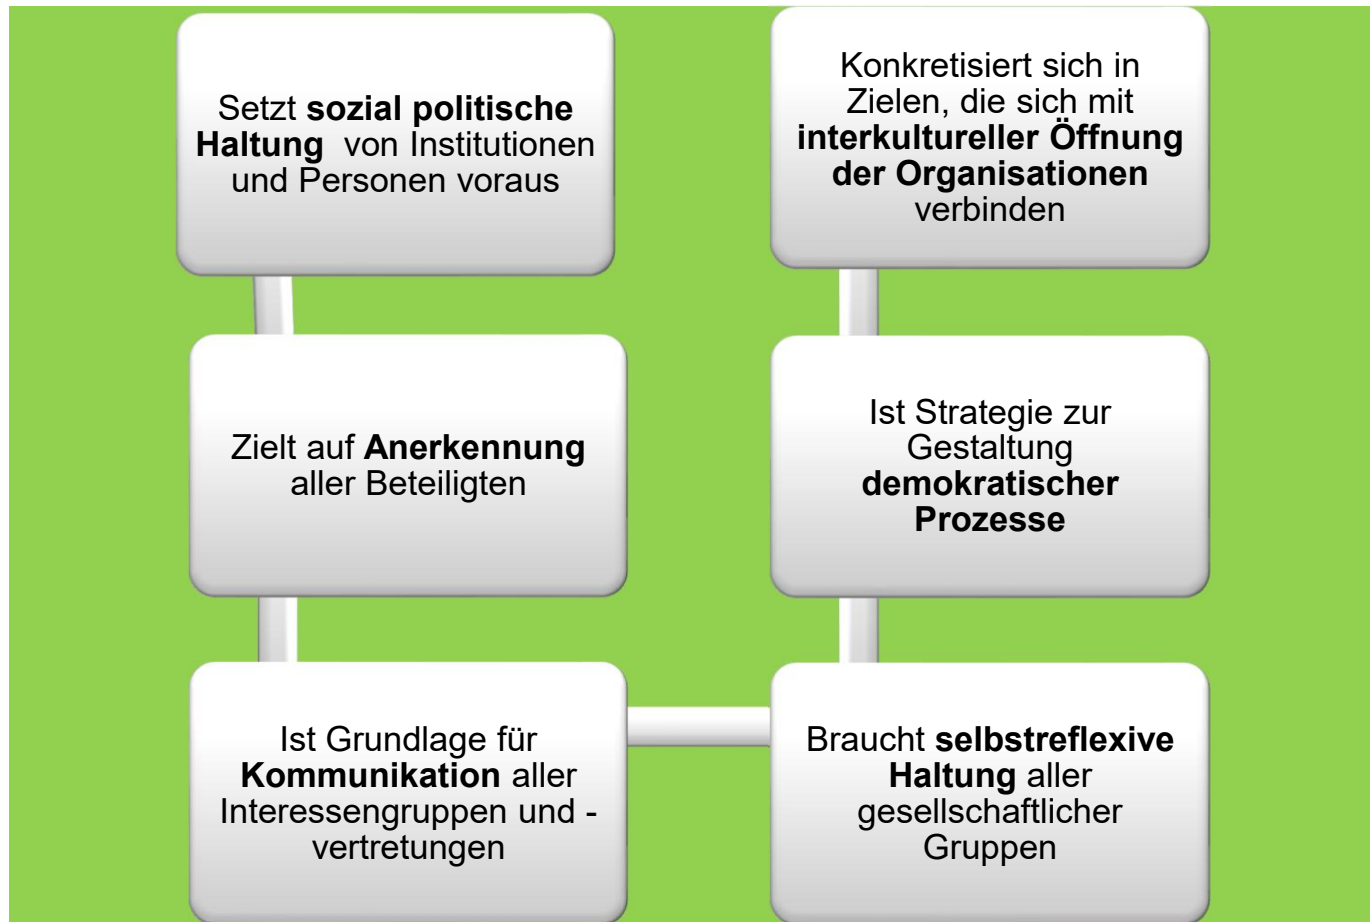 Setzt sozial politische
Haltung  von Institutionen
und Personen voraus
Zielt auf Anerkennung
aller Beteiligten
Ist Grundlage für
Kommunikation aller
Interessengruppen und -
vertretungen
Braucht selbstreflexive
Haltung aller
gesellschaftlicher
Gruppen
Ist Strategie zur
Gestaltung
demokratischer
Prozesse
Konkretisiert sich in
Zielen, die sich mit
interkultureller Öffnung
der Organisationen
verbinden